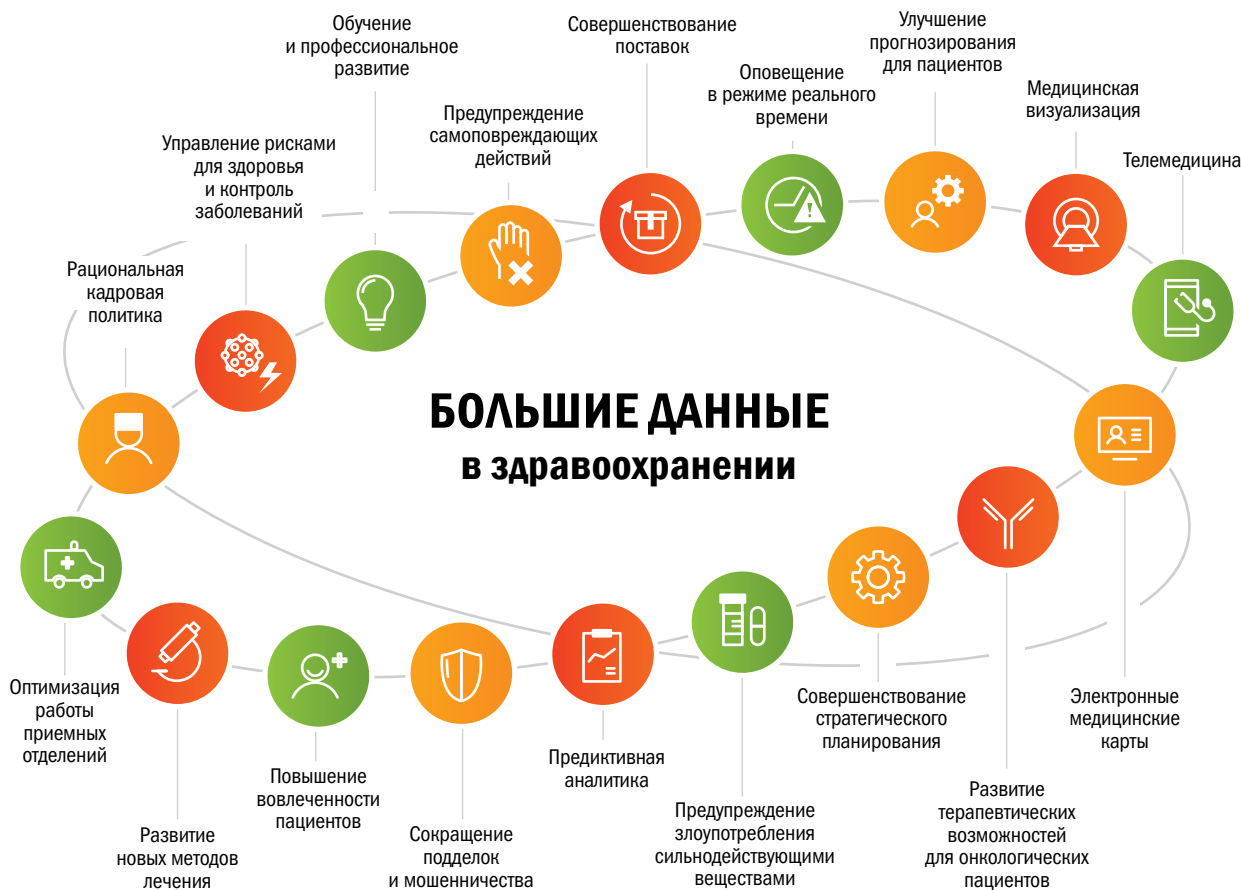 Обучение
и профессиональное
развитие
Совершенствование
поставок
Улучшение
прогнозирования
для пациентов
Оповещение
в режиме реального
времени
Медицинская
визуализация
Предупреждение
самоповреждающих
действий
Управление рисками
для здоровья
и контроль
заболеваний
Телемедицина
Рациональная
кадровая
политика
БОЛЬШИЕ ДАННЫЕ
в здравоохранении
Оптимизация
работы
приемных
отделений
Развитие
новых методов
лечения
Повышение
вовлеченности
пациентов
Сокращение
подделок
и мошенничества
Предиктивная
аналитика
Предупреждение
злоупотребления
сильнодействующими
веществами
Совершенствование
стратегического
планирования
Развитие
терапевтических
возможностей
для онкологических
пациентов
Электронные
медицинские
карты